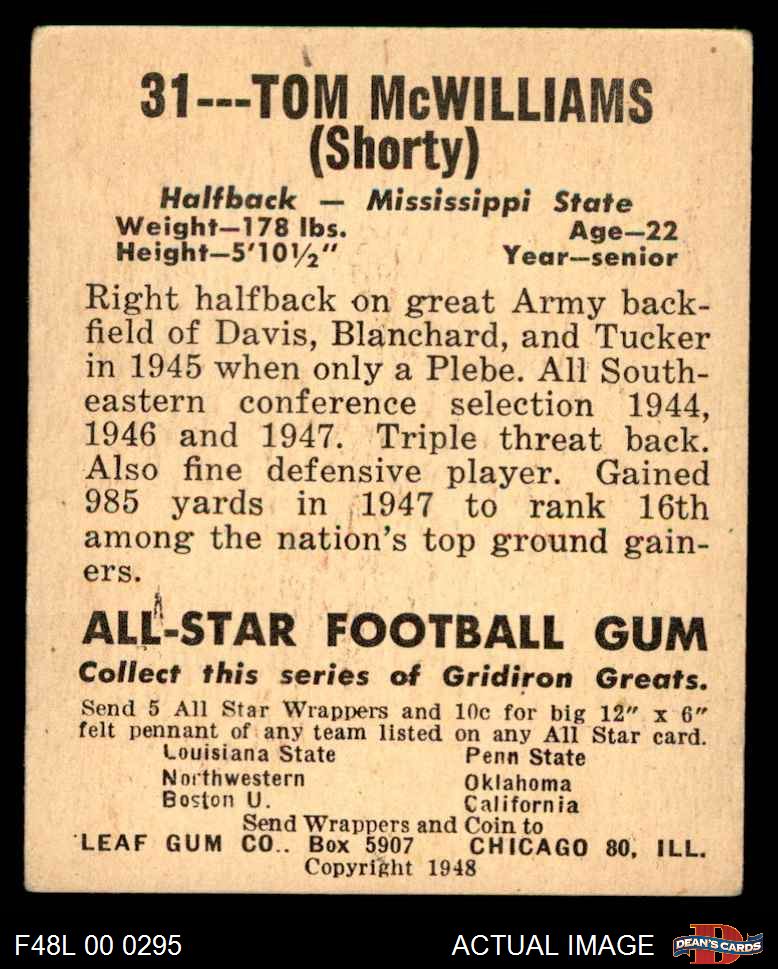 31---TOM McWILLIAMS
(Shorty)
Halfback — Mississippi State
Weight—178 lbs. Age—22
Height—5'10½" Year—senior
Right halfback on great Army back-
field of Davis, Blanchard, and Tucker
in 1945 when only a Plebe. All South-
eastern conference selection 1944,
1946 and 1947. Triple threat back.
Also fine defensive player. Gained
985 yards in 1947 to rank 16th
among the nation's top ground gain-
ers.
ALL-STAR FOOTBALL GUM
Collect this series of Gridiron Greats.
Send 5 All Star Wrappers and 10c for big 12" x 6"
felt pennant of any team listed on any All Star card.
Louisiana State Penn State
Northwestern Oklahoma
Boston U. California
Send Wrappers and Coin to
LEAF GUM CO.. Box 5907 CHICAGO 80, ILL.
Copyright 1948
F48L 00 0295 ACTUAL IMAGE D DEAN'S CARDS